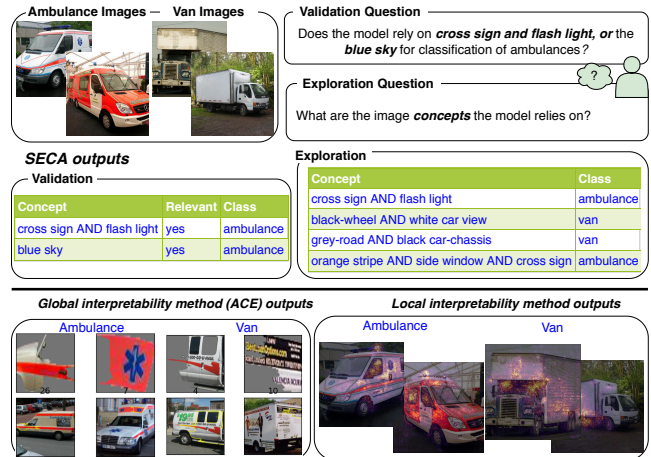 Ambulance Images
Van Images
Validation Question
Does the model rely on cross sign and flash light, or the
blue sky for classification of ambulances?
?
Exploration Question
What are the image concepts the model relies on?
SECA outputs
Validation
Concept Relevant Class
cross sign AND flash light yes ambulance
blue sky yes ambulance
Exploration
Concept Class
cross sign AND flash light ambulance
black-wheel AND white car view van
grey-road AND black car-chassis van
orange stripe AND side window AND cross sign ambulance
Global interpretability method (ACE) outputs
Ambulance Van
26
10
Local interpretability method outputs
Ambulance Van